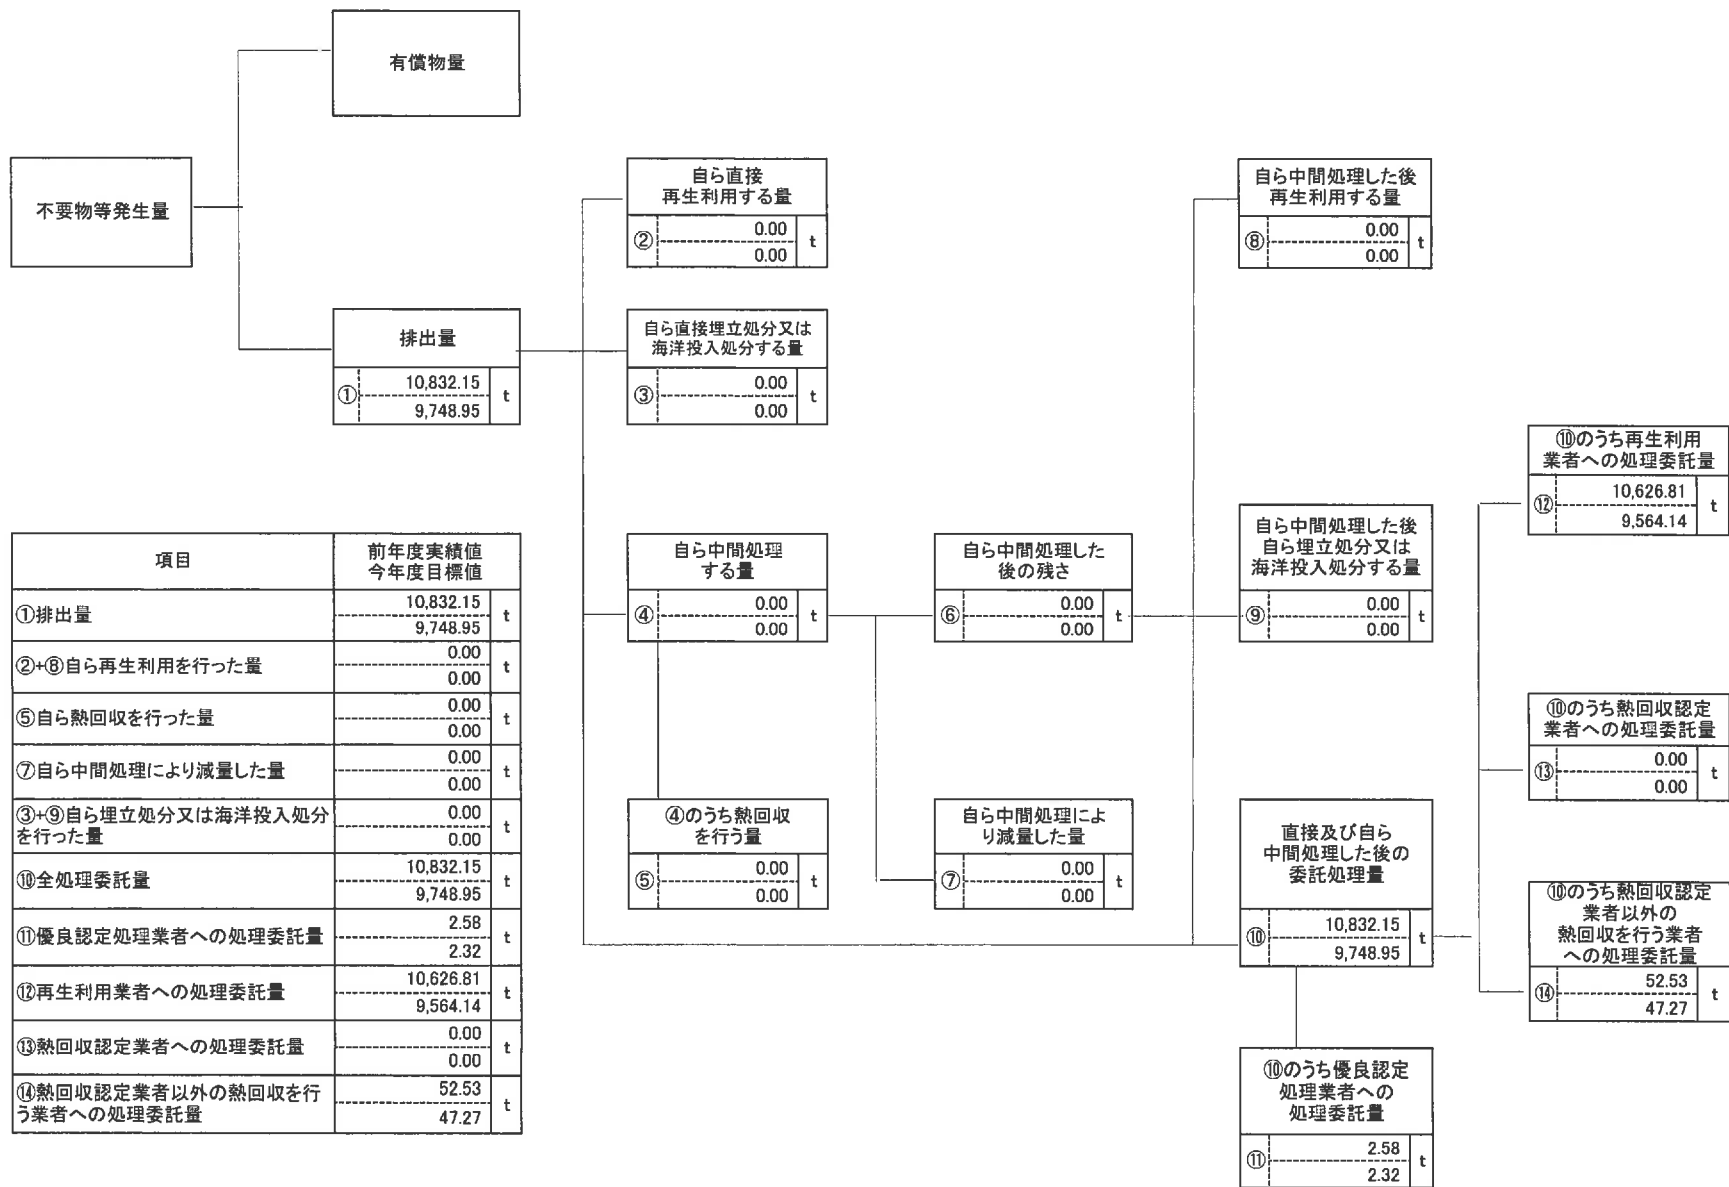 有償物量
不要物等発生量
排出量
①
10,832.15
9,748.95
t
自ら直接
再生利用する量
②
0.00
0.00
t
自ら直接埋立処分又は
海洋投入処分する量
③
0.00
0.00
t
自ら中間処理した後
再生利用する量
⑧
0.00
0.00
t
項目
前年度実績値
今年度目標値
①排出量
10,832.15
9,748.95
t
②+⑧自ら再生利用を行った量
0.00
0.00
t
⑤自ら熱回収を行った量
0.00
0.00
t
⑦自ら中間処理により減量した量
0.00
0.00
t
③+⑨自ら埋立処分又は海洋投入処分
を行った量
0.00
0.00
t
⑩全処理委託量
10,832.15
9,748.95
t
⑪優良認定処理業者への処理委託量
2.58
2.32
t
⑫再生利用業者への処理委託量
10,626.81
9,564.14
t
⑬熱回収認定業者への処理委託量
0.00
0.00
t
⑭熱回収認定業者以外の熱回収を行
う業者への処理委託量
52.53
47.27
t
自ら中間処理
する量
④
0.00
0.00
t
自ら中間処理した
後の残さ
⑥
0.00
0.00
t
自ら中間処理した後
自ら埋立処分又は
海洋投入処分する量
⑨
0.00
0.00
t
④のうち熱回収
を行う量
⑤
0.00
0.00
t
自ら中間処理によ
り減量した量
⑦
0.00
0.00
t
直接及び自ら
中間処理した後の
委託処理量
⑩
10,832.15
9,748.95
t
⑩のうち優良認定
処理業者への
処理委託量
⑪
2.58
2.32
t
⑩のうち再生利用
業者への処理委託量
⑫
10,626.81
9,564.14
t
⑩のうち熱回収認定
業者への処理委託量
⑬
0.00
0.00
t
⑩のうち熱回収認定
業者以外の
熱回収を行う業者
への処理委託量
⑭
52.53
47.27
t